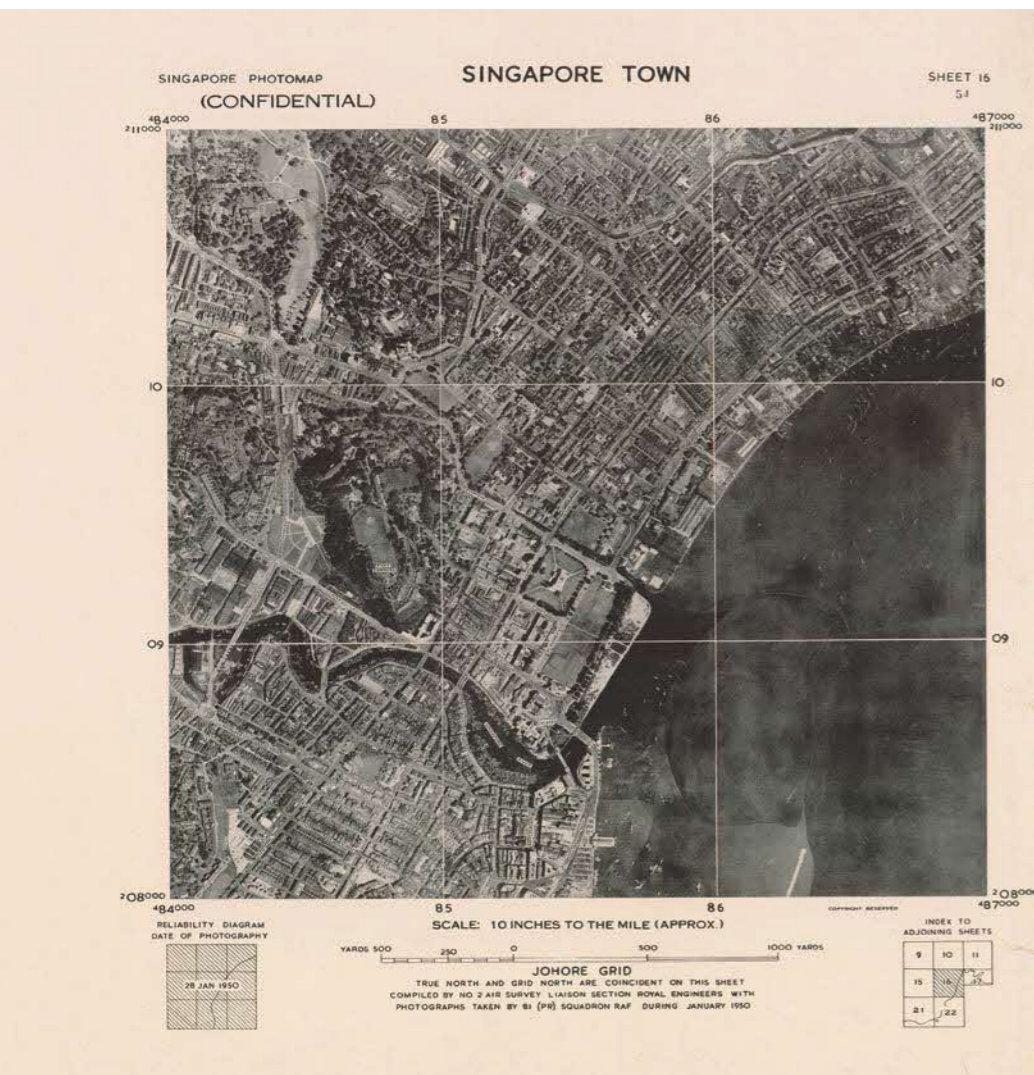 SINGAPORE PHOTOMAP
(CONFIDENTIAL)
SINGAPORE TOWN
SHEET 16
54
484000 85 86 487000
211000 211000
10 10
09 09
208000 208000
484000 85 86 487000
COPYRIGHT RESERVED
RELIABILITY DIAGRAM
DATE OF PHOTOGRAPHY
28 JAN 1950
SCALE: 10 INCHES TO THE MILE (APPROX.)
YARDS 500 250 0 500 1000 YARDS
JOHORE GRID
TRUE NORTH AND GRID NORTH ARE COINCIDENT ON THIS SHEET
COMPILED BY NO 2 AIR SURVEY LIAISON SECTION ROYAL ENGINEERS WITH
PHOTOGRAPHS TAKEN BY 81 (PR) SQUADRON RAF DURING JANUARY 1950
INDEX TO
ADJOINING SHEETS
9 10 11
15 16 17
21 22